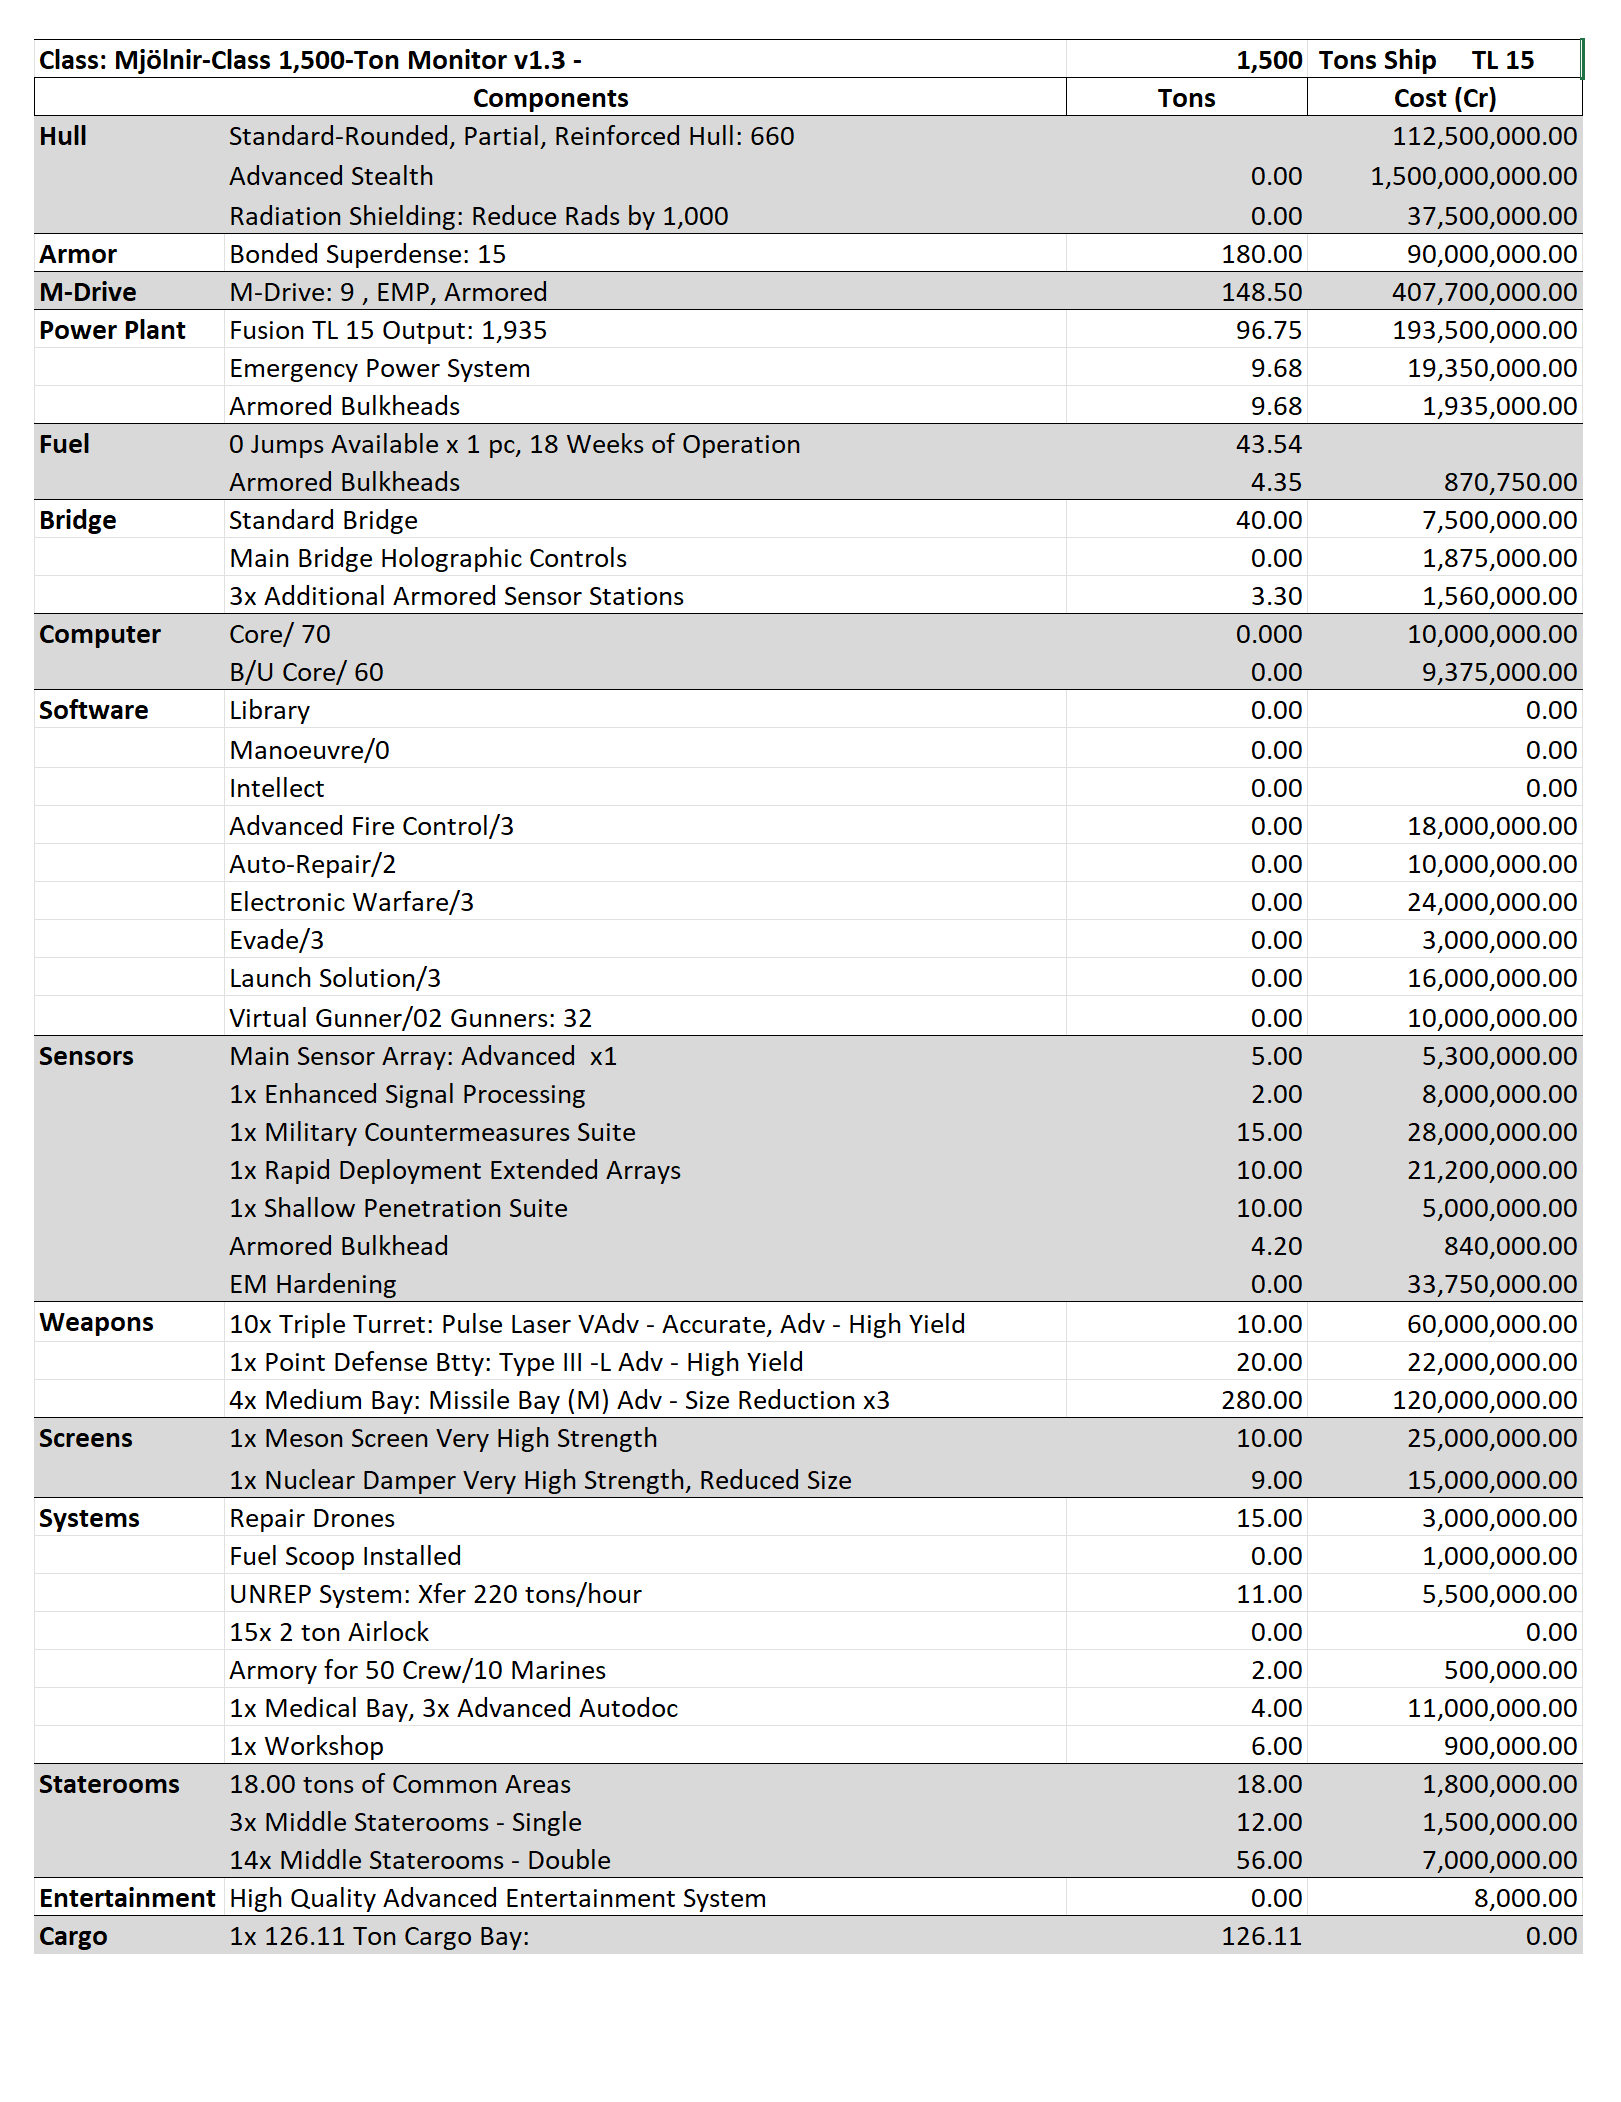 Class: Mjölnir-Class 1,500-Ton Monitor v1.3 - 1,500 Tons Ship TL 15
Components Tons Cost (Cr)
Hull Standard-Rounded, Partial, Reinforced Hull: 660 112,500,000.00
Advanced Stealth 0.00 1,500,000,000.00
Radiation Shielding: Reduce Rads by 1,000 0.00 37,500,000.00
Armor Bonded Superdense: 15 180.00 90,000,000.00
M-Drive M-Drive: 9 , EMP, Armored 148.50 407,700,000.00
Power Plant Fusion TL 15 Output: 1,935 96.75 193,500,000.00
Emergency Power System 9.68 19,350,000.00
Armored Bulkheads 9.68 1,935,000.00
Fuel 0 Jumps Available x 1 pc, 18 Weeks of Operation 43.54
Armored Bulkheads 4.35 870,750.00
Bridge Standard Bridge 40.00 7,500,000.00
Main Bridge Holographic Controls 0.00 1,875,000.00
3x Additional Armored Sensor Stations 3.30 1,560,000.00
Computer Core/ 70 0.000 10,000,000.00
B/U Core/ 60 0.00 9,375,000.00
Software Library 0.00 0.00
Manoeuvre/0 0.00 0.00
Intellect 0.00 0.00
Advanced Fire Control/3 0.00 18,000,000.00
Auto-Repair/2 0.00 10,000,000.00
Electronic Warfare/3 0.00 24,000,000.00
Evade/3 0.00 3,000,000.00
Launch Solution/3 0.00 16,000,000.00
Virtual Gunner/02 Gunners: 32 0.00 10,000,000.00
Sensors Main Sensor Array: Advanced x1 5.00 5,300,000.00
1x Enhanced Signal Processing 2.00 8,000,000.00
1x Military Countermeasures Suite 15.00 28,000,000.00
1x Rapid Deployment Extended Arrays 10.00 21,200,000.00
1x Shallow Penetration Suite 10.00 5,000,000.00
Armored Bulkhead 4.20 840,000.00
EM Hardening 0.00 33,750,000.00
Weapons 10x Triple Turret: Pulse Laser VAdv - Accurate, Adv - High Yield 10.00 60,000,000.00
1x Point Defense Btty: Type III -L Adv - High Yield 20.00 22,000,000.00
4x Medium Bay: Missile Bay (M) Adv - Size Reduction x3 280.00 120,000,000.00
Screens 1x Meson Screen Very High Strength 10.00 25,000,000.00
1x Nuclear Damper Very High Strength, Reduced Size 9.00 15,000,000.00
Systems Repair Drones 15.00 3,000,000.00
Fuel Scoop Installed 0.00 1,000,000.00
UNREP System: Xfer 220 tons/hour 11.00 5,500,000.00
15x 2 ton Airlock 0.00 0.00
Armory for 50 Crew/10 Marines 2.00 500,000.00
1x Medical Bay, 3x Advanced Autodoc 4.00 11,000,000.00
1x Workshop 6.00 900,000.00
Staterooms 18.00 tons of Common Areas 18.00 1,800,000.00
3x Middle Staterooms - Single 12.00 1,500,000.00
14x Middle Staterooms - Double 56.00 7,000,000.00
Entertainment High Quality Advanced Entertainment System 0.00 8,000.00
Cargo 1x 126.11 Ton Cargo Bay: 126.11 0.00